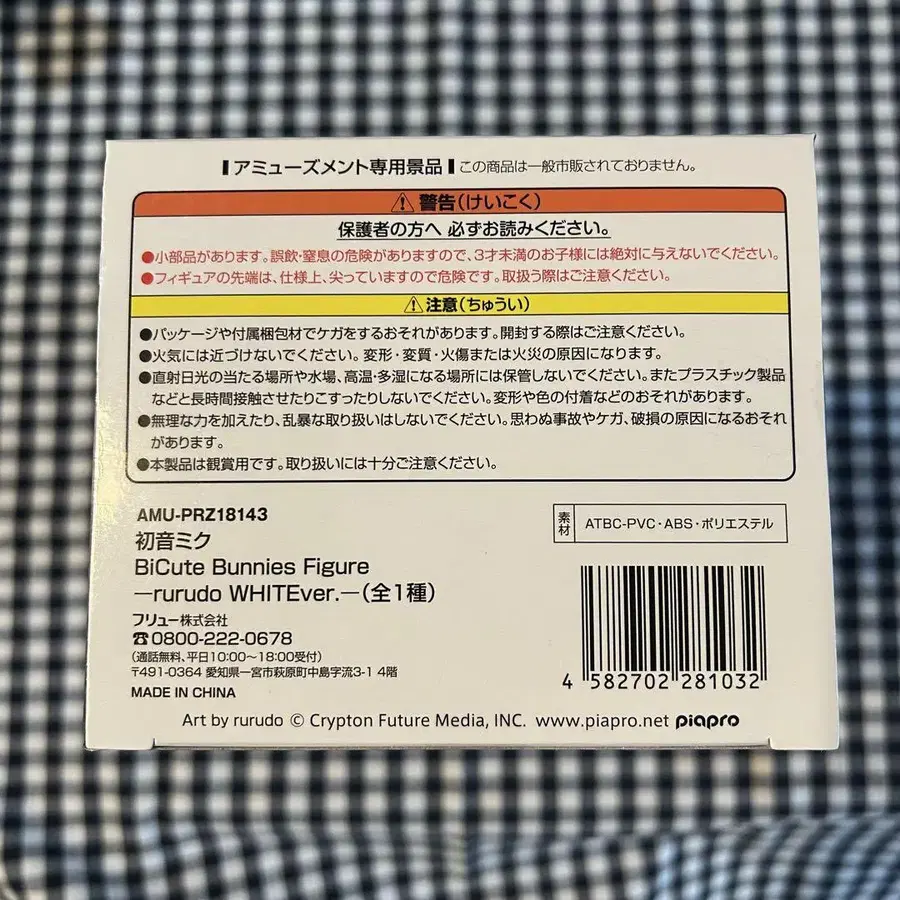 アミューズメント専用景品 この商品は一般市販されておりません。
⚠警告(けいこく)
保護者の方へ 必ずお読みください。
●小部品があります。誤飲・窒息の危険がありますので、3才未満のお子様には絶対に与えないでください。
●フィギュアの先端は、仕様上、尖っていますので危険です。取扱う際はご注意ください。
⚠注意(ちゅうい)
●パッケージや付属梱包材でケガをするおそれがあります。開封する際はご注意ください。
●火気には近づけないでください。変形・変質・火傷または火災の原因になります。
●直射日光の当たる場所や水場、高温・多湿になる場所には保管しないでください。またプラスチック製品
などと長時間接触させたりこすったりしないでください。変形や色の付着などのおそれがあります。
●無理な力を加えたり、乱暴な取り扱いはしないでください。思わぬ事故やケガ、破損の原因になるおそれ
があります。
●本製品は観賞用です。取り扱いには十分ご注意ください。
AMU-PRZ18143
初音ミク
BiCute Bunnies Figure
―rurudo WHITEver.―(全1種)
フリュー株式会社
☎0800-222-0678
(通話無料、平日10:00～18:00受付)
〒491-0364 愛知県一宮市萩原町中島字流3-1 4階
MADE IN CHINA
素材 ATBC-PVC・ABS・ポリエステル
4 582702 281032
Art by rurudo © Crypton Future Media, INC. www.piapro.net piapro